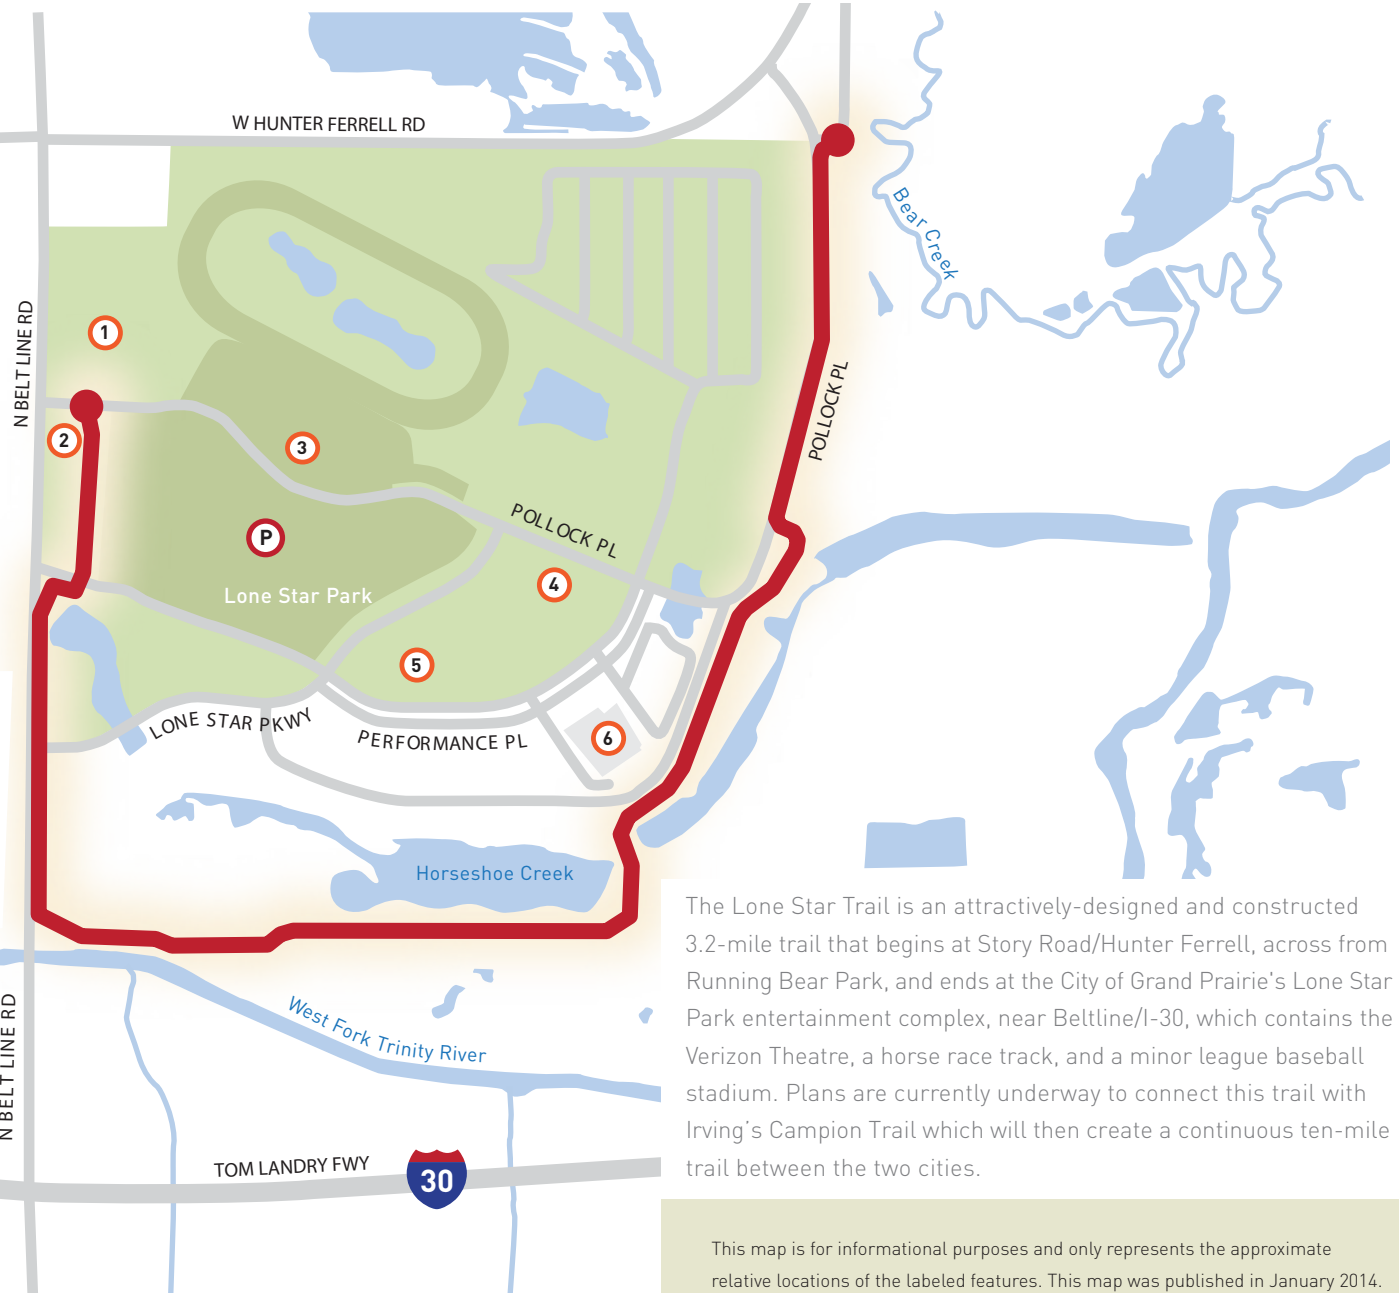 W HUNTER FERRELL RD
Bear Creek
N BELT LINE RD
1
2
3
POLLOCK PL
P
Lone Star Park
POLLOCK PL
4
5
6
LONE STAR PKWY
PERFORMANCE PL
Horseshoe Creek
N BELT LINE RD
West Fork Trinity River
TOM LANDRY FWY
30
The Lone Star Trail is an attractively-designed and constructed
3.2-mile trail that begins at Story Road/Hunter Ferrell, across from
Running Bear Park, and ends at the City of Grand Prairie's Lone Star
Park entertainment complex, near Beltline/I-30, which contains the
Verizon Theatre, a horse race track, and a minor league baseball
stadium. Plans are currently underway to connect this trail with
Irving's Campion Trail which will then create a continuous ten-mile
trail between the two cities.
This map is for informational purposes and only represents the approximate
relative locations of the labeled features. This map was published in January 2014.